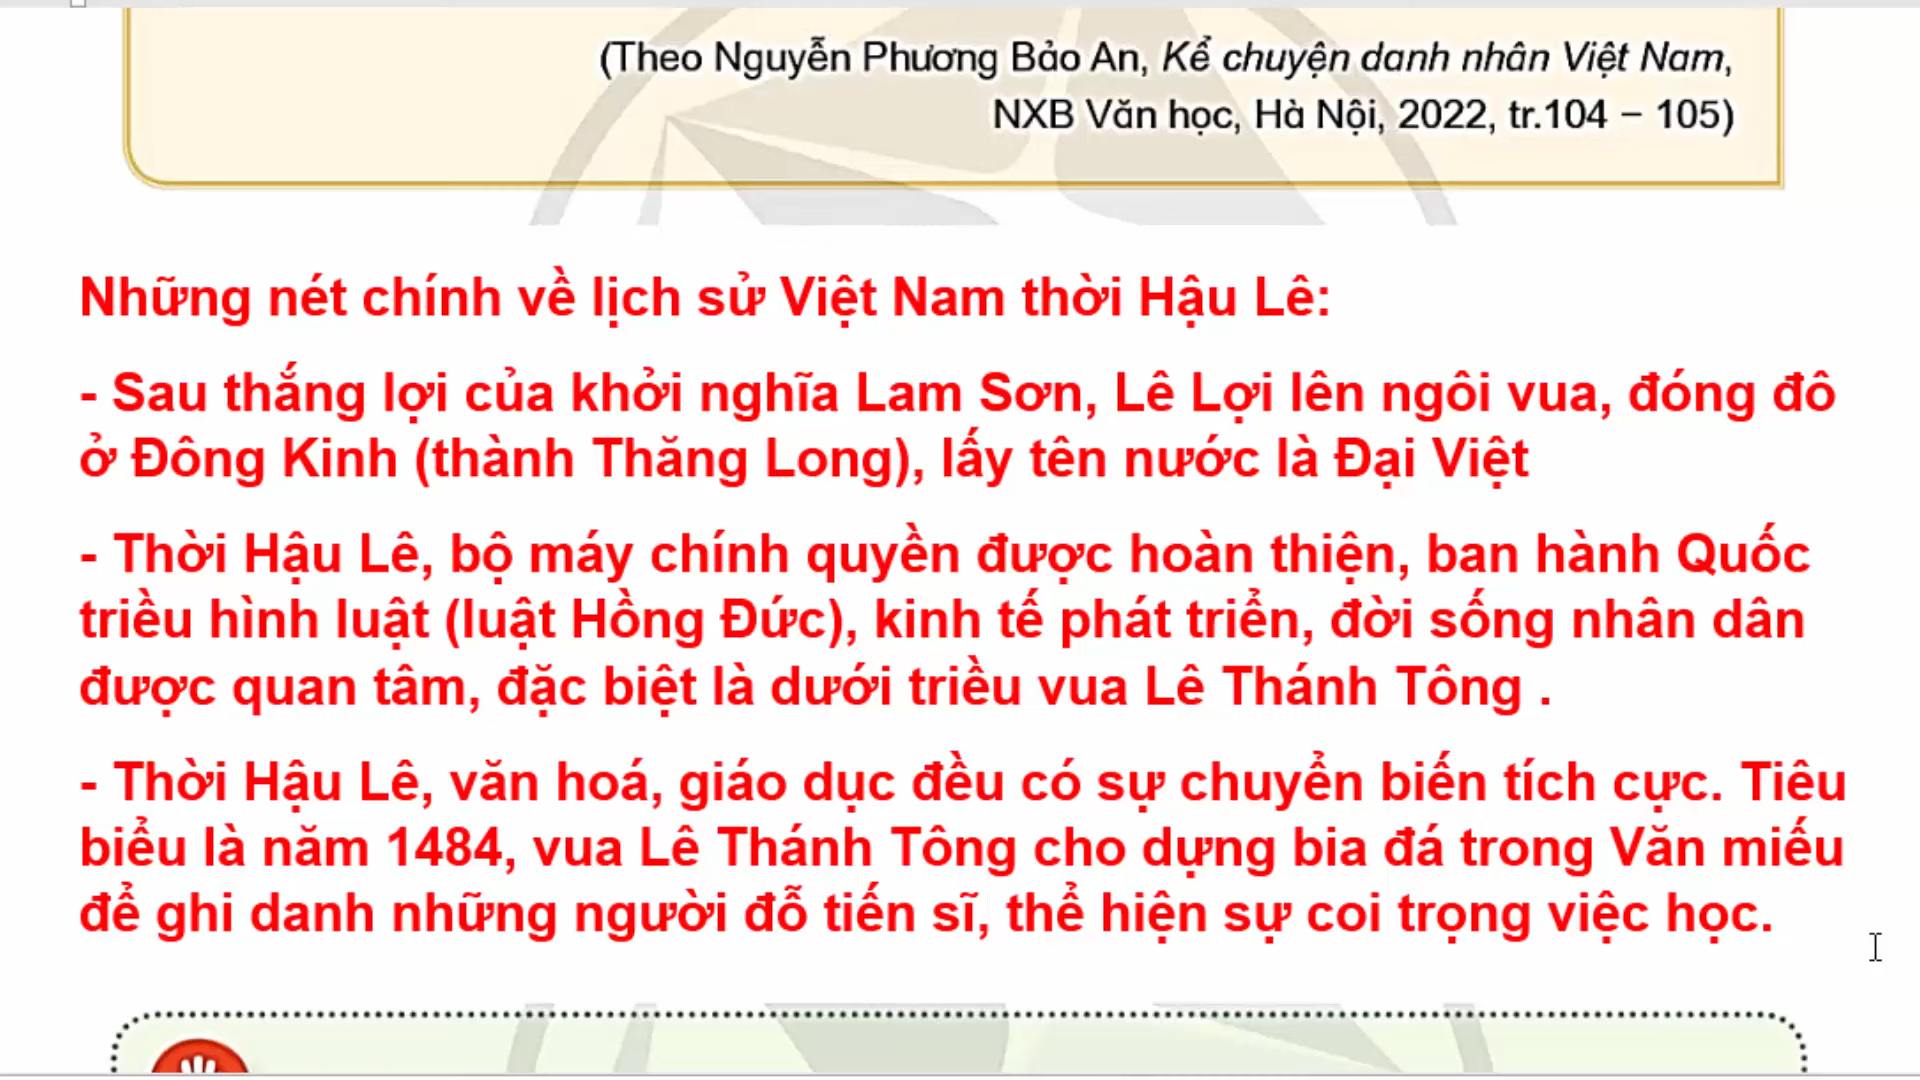 (Theo Nguyễn Phương Bảo An, Kể chuyện danh nhân Việt Nam,
NXB Văn học, Hà Nội, 2022, tr.104 – 105)
Những nét chính về lịch sử Việt Nam thời Hậu Lê:
- Sau thắng lợi của khởi nghĩa Lam Sơn, Lê Lợi lên ngôi vua, đóng đô
ở Đông Kinh (thành Thăng Long), lấy tên nước là Đại Việt
- Thời Hậu Lê, bộ máy chính quyền được hoàn thiện, ban hành Quốc
triều hình luật (luật Hồng Đức), kinh tế phát triển, đời sống nhân dân
được quan tâm, đặc biệt là dưới triều vua Lê Thánh Tông .
- Thời Hậu Lê, văn hoá, giáo dục đều có sự chuyển biến tích cực. Tiêu
biểu là năm 1484, vua Lê Thánh Tông cho dựng bia đá trong Văn miếu
để ghi danh những người đỗ tiến sĩ, thể hiện sự coi trọng việc học.